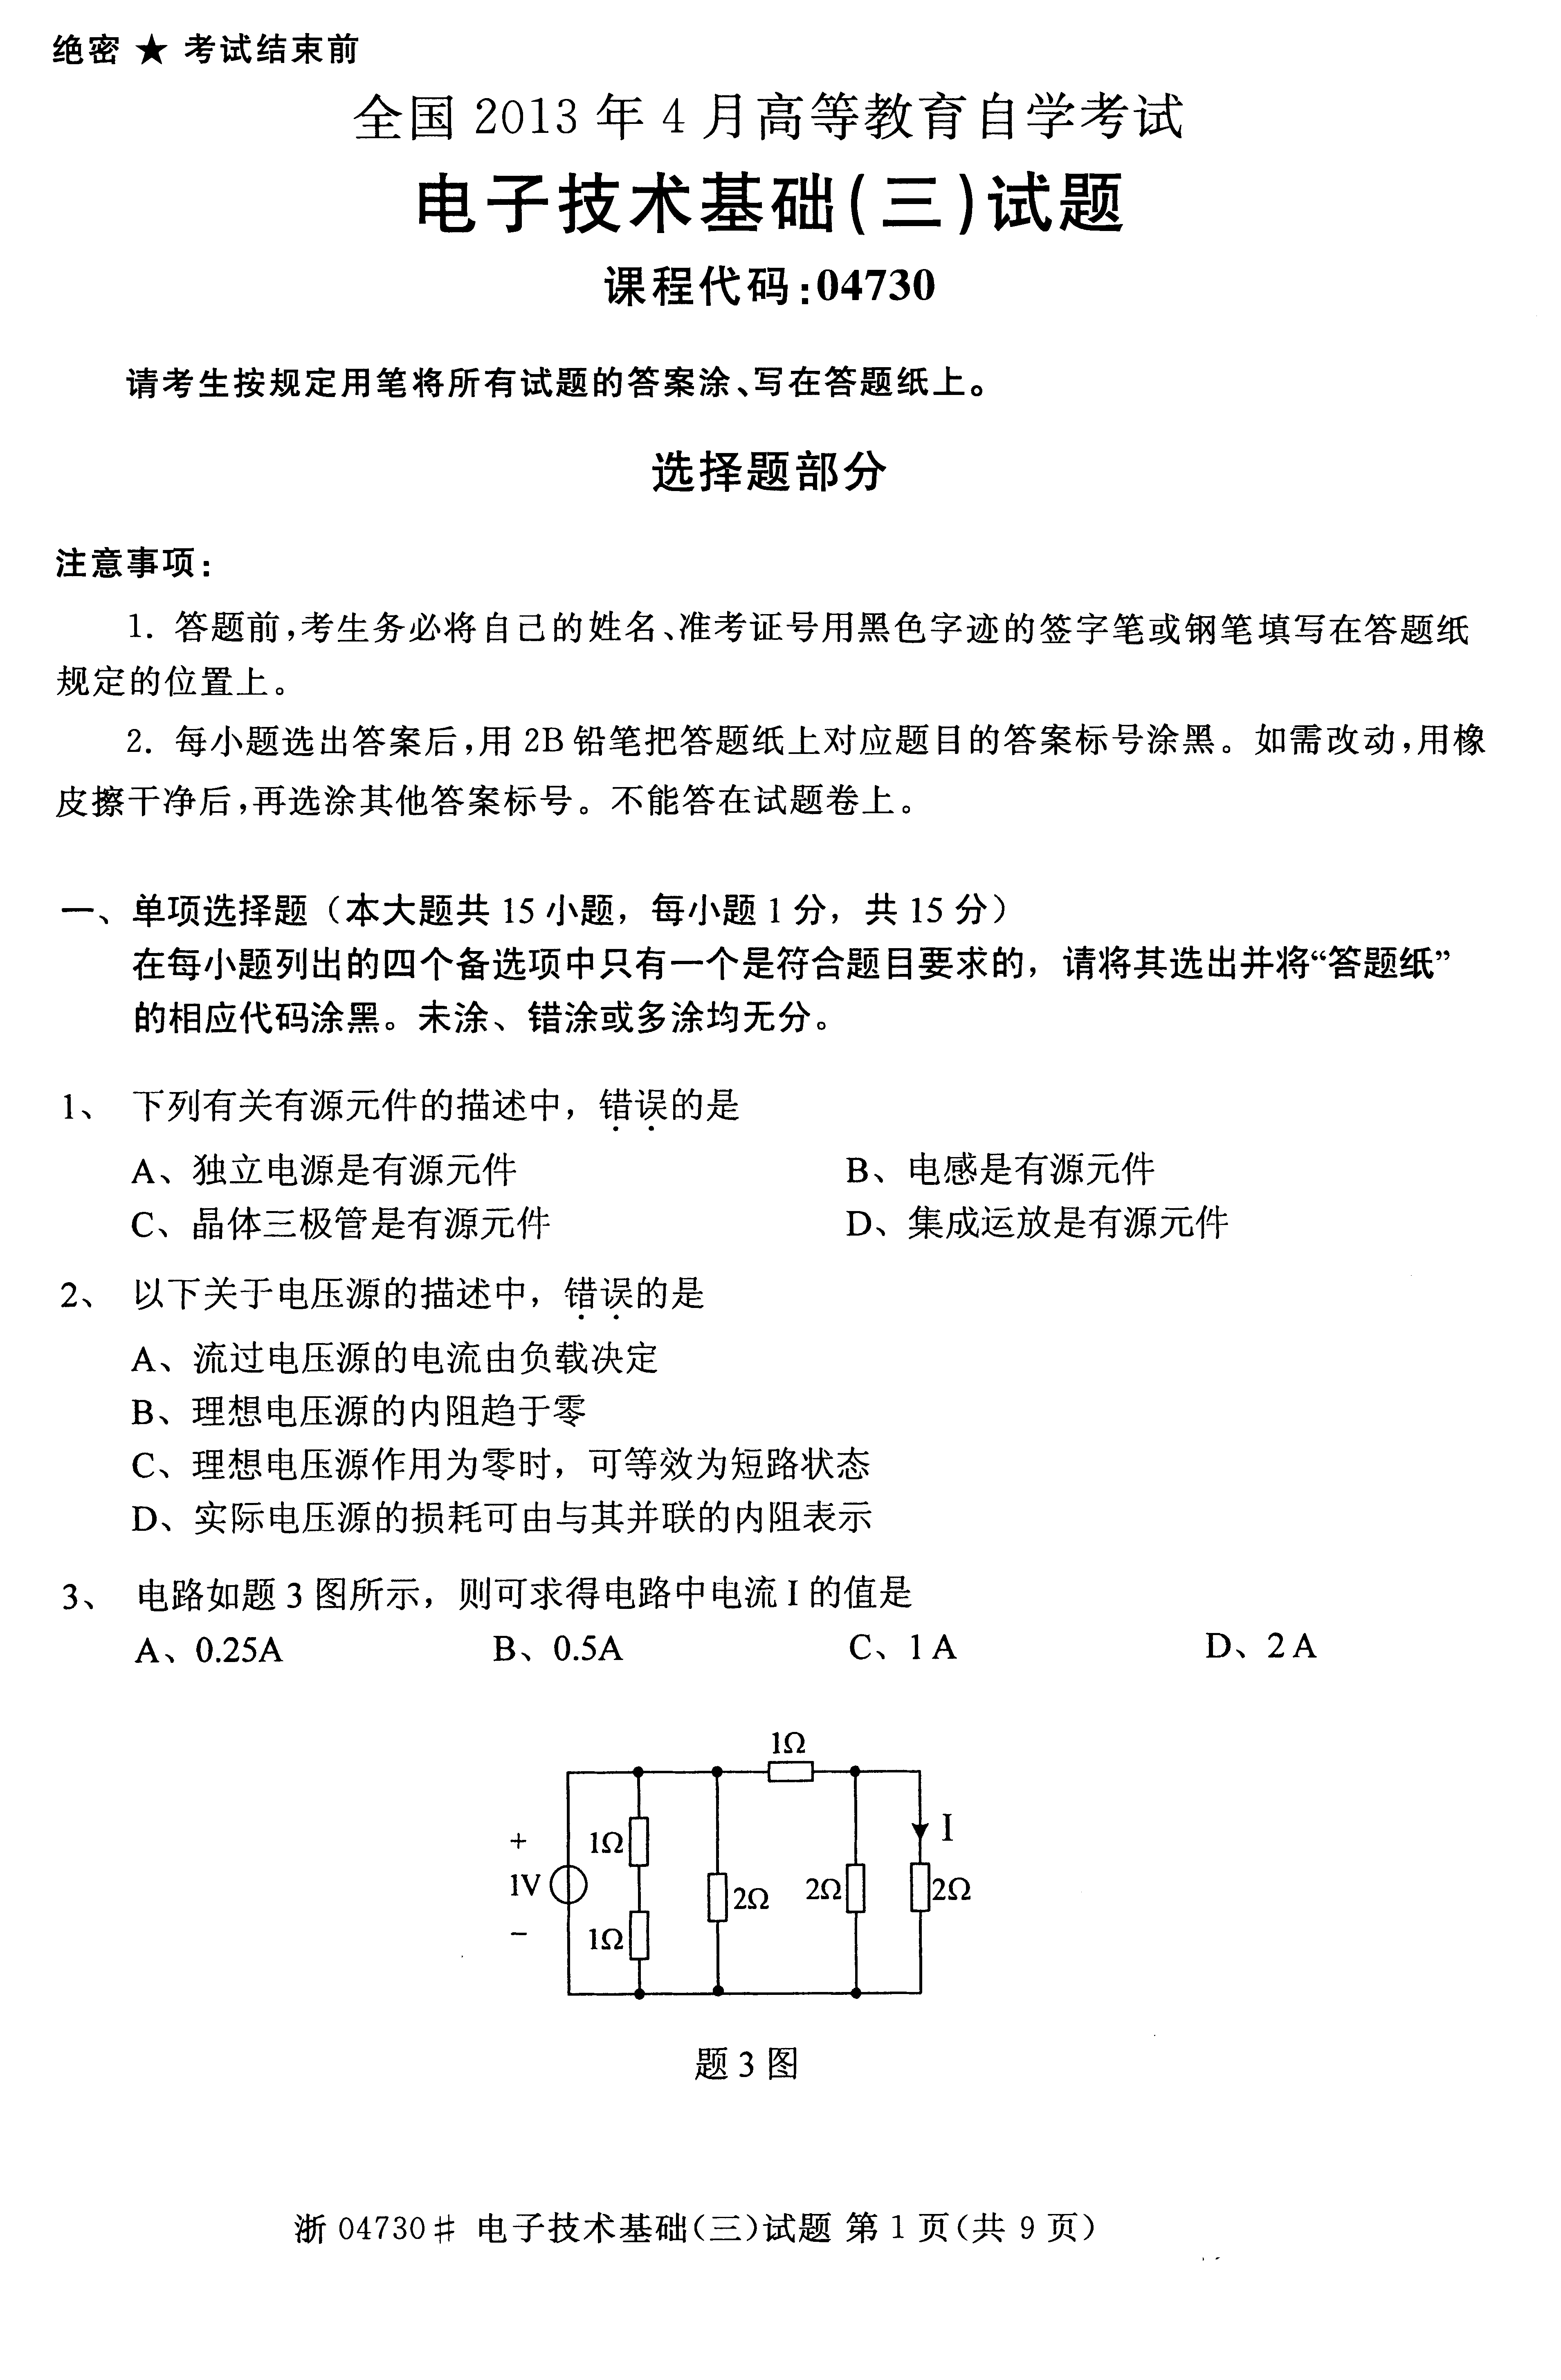 绝密 ★ 考试结束前
全国 2013 年 4 月高等教育自学考试
电子技术基础(三)试题
课程代码:04730
请考生按规定用笔将所有试题的答案涂、写在答题纸上。
选择题部分
注意事项:
1. 答题前,考生务必将自己的姓名、准考证号用黑色字迹的签字笔或钢笔填写在答题纸
规定的位置上。
2. 每小题选出答案后,用 2B 铅笔把答题纸上对应题目的答案标号涂黑。如需改动,用橡
皮擦干净后,再选涂其他答案标号。不能答在试题卷上。
一、单项选择题（本大题共 15 小题，每小题 1 分，共 15 分）
在每小题列出的四个备选项中只有一个是符合题目要求的，请将其选出并将“答题纸”
的相应代码涂黑。未涂、错涂或多涂均无分。
1、 下列有关有源元件的描述中，错误的是
A、独立电源是有源元件 B、电感是有源元件
C、晶体三极管是有源元件 D、集成运放是有源元件
2、 以下关于电压源的描述中，错误的是
A、流过电压源的电流由负载决定
B、理想电压源的内阻趋于零
C、理想电压源作用为零时，可等效为短路状态
D、实际电压源的损耗可由与其并联的内阻表示
3、 电路如题 3 图所示，则可求得电路中电流 I 的值是
A、0.25A B、0.5A C、1 A D、2 A
1Ω
+ 1Ω I
1V 2Ω 2Ω 2Ω
− 1Ω
题 3 图
浙 04730# 电子技术基础(三)试题 第 1 页(共 9 页)